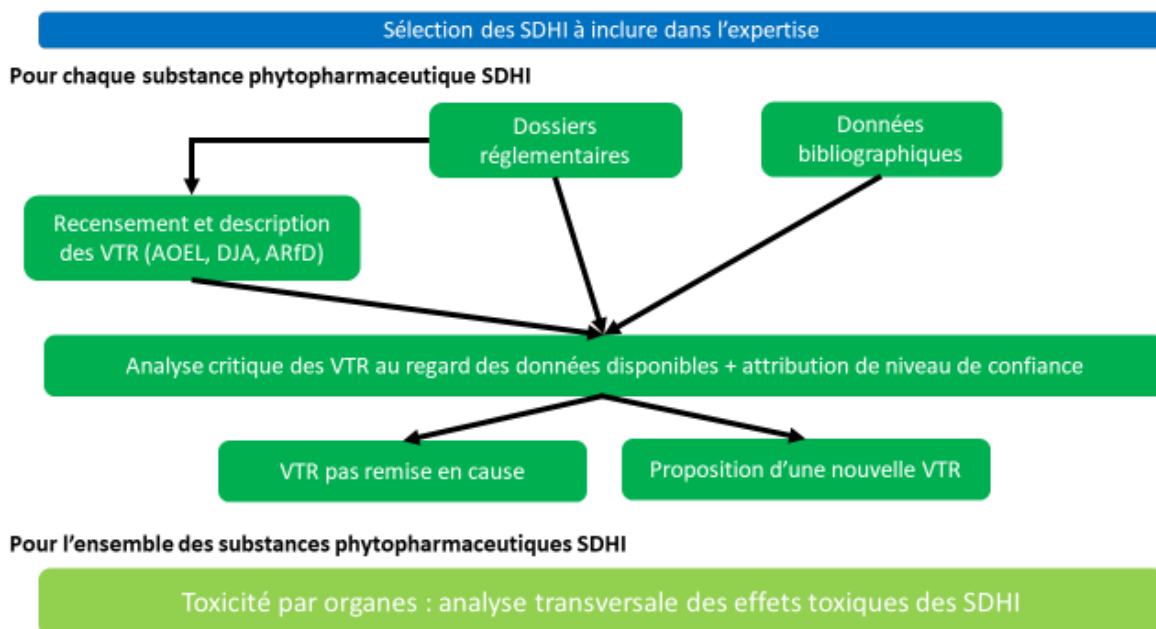 Sélection des SDHI à inclure dans l'expertise
Pour chaque substance phytopharmaceutique SDHI
Dossiers
réglementaires
Données
bibliographiques
Recensement et description
des VTR (AOEL, DJA, ARfD)
Analyse critique des VTR au regard des données disponibles + attribution de niveau de confiance
VTR pas remise en cause
Proposition d'une nouvelle VTR
Pour l'ensemble des substances phytopharmaceutiques SDHI
Toxicité par organes : analyse transversale des effets toxiques des SDHI